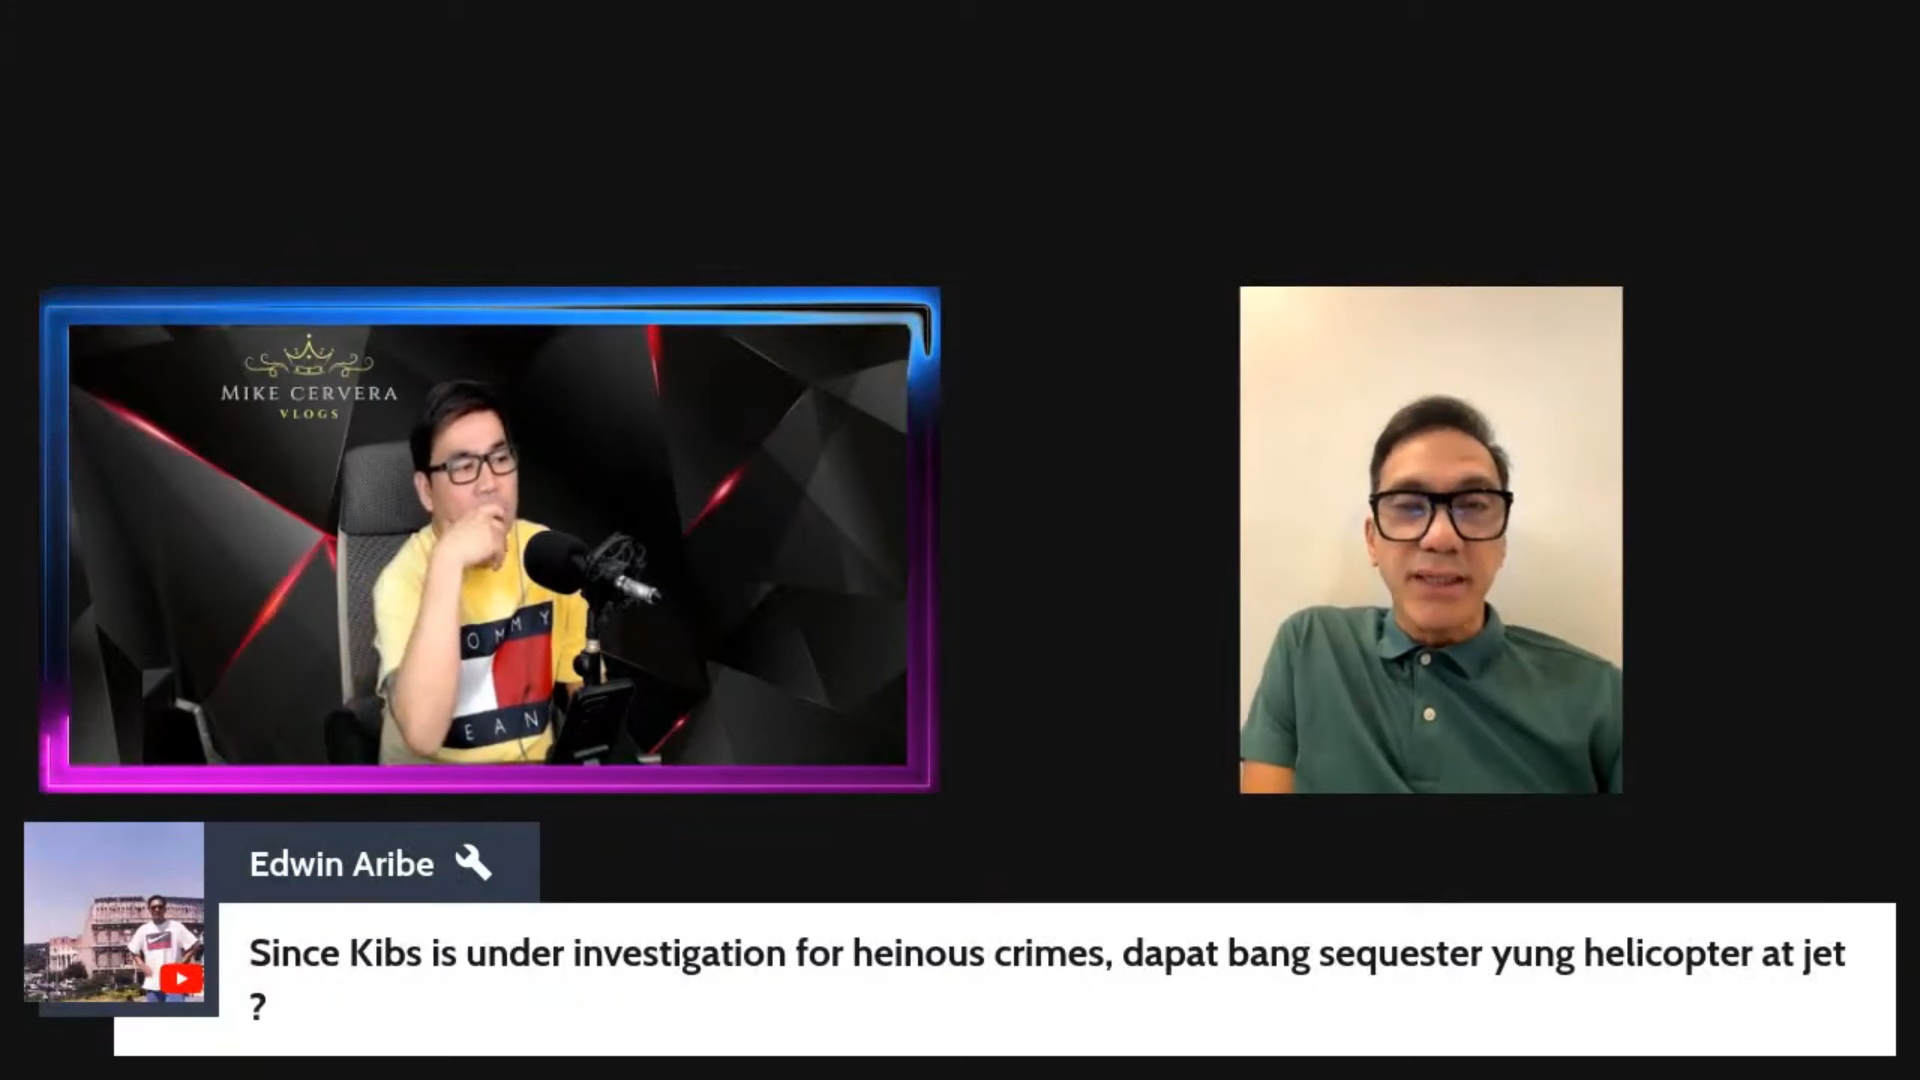 MIKE CERVERA
VLOGS
OMMY
EAN
Edwin Aribe
Since Kibs is under investigation for heinous crimes, dapat bang sequester yung helicopter at jet
?